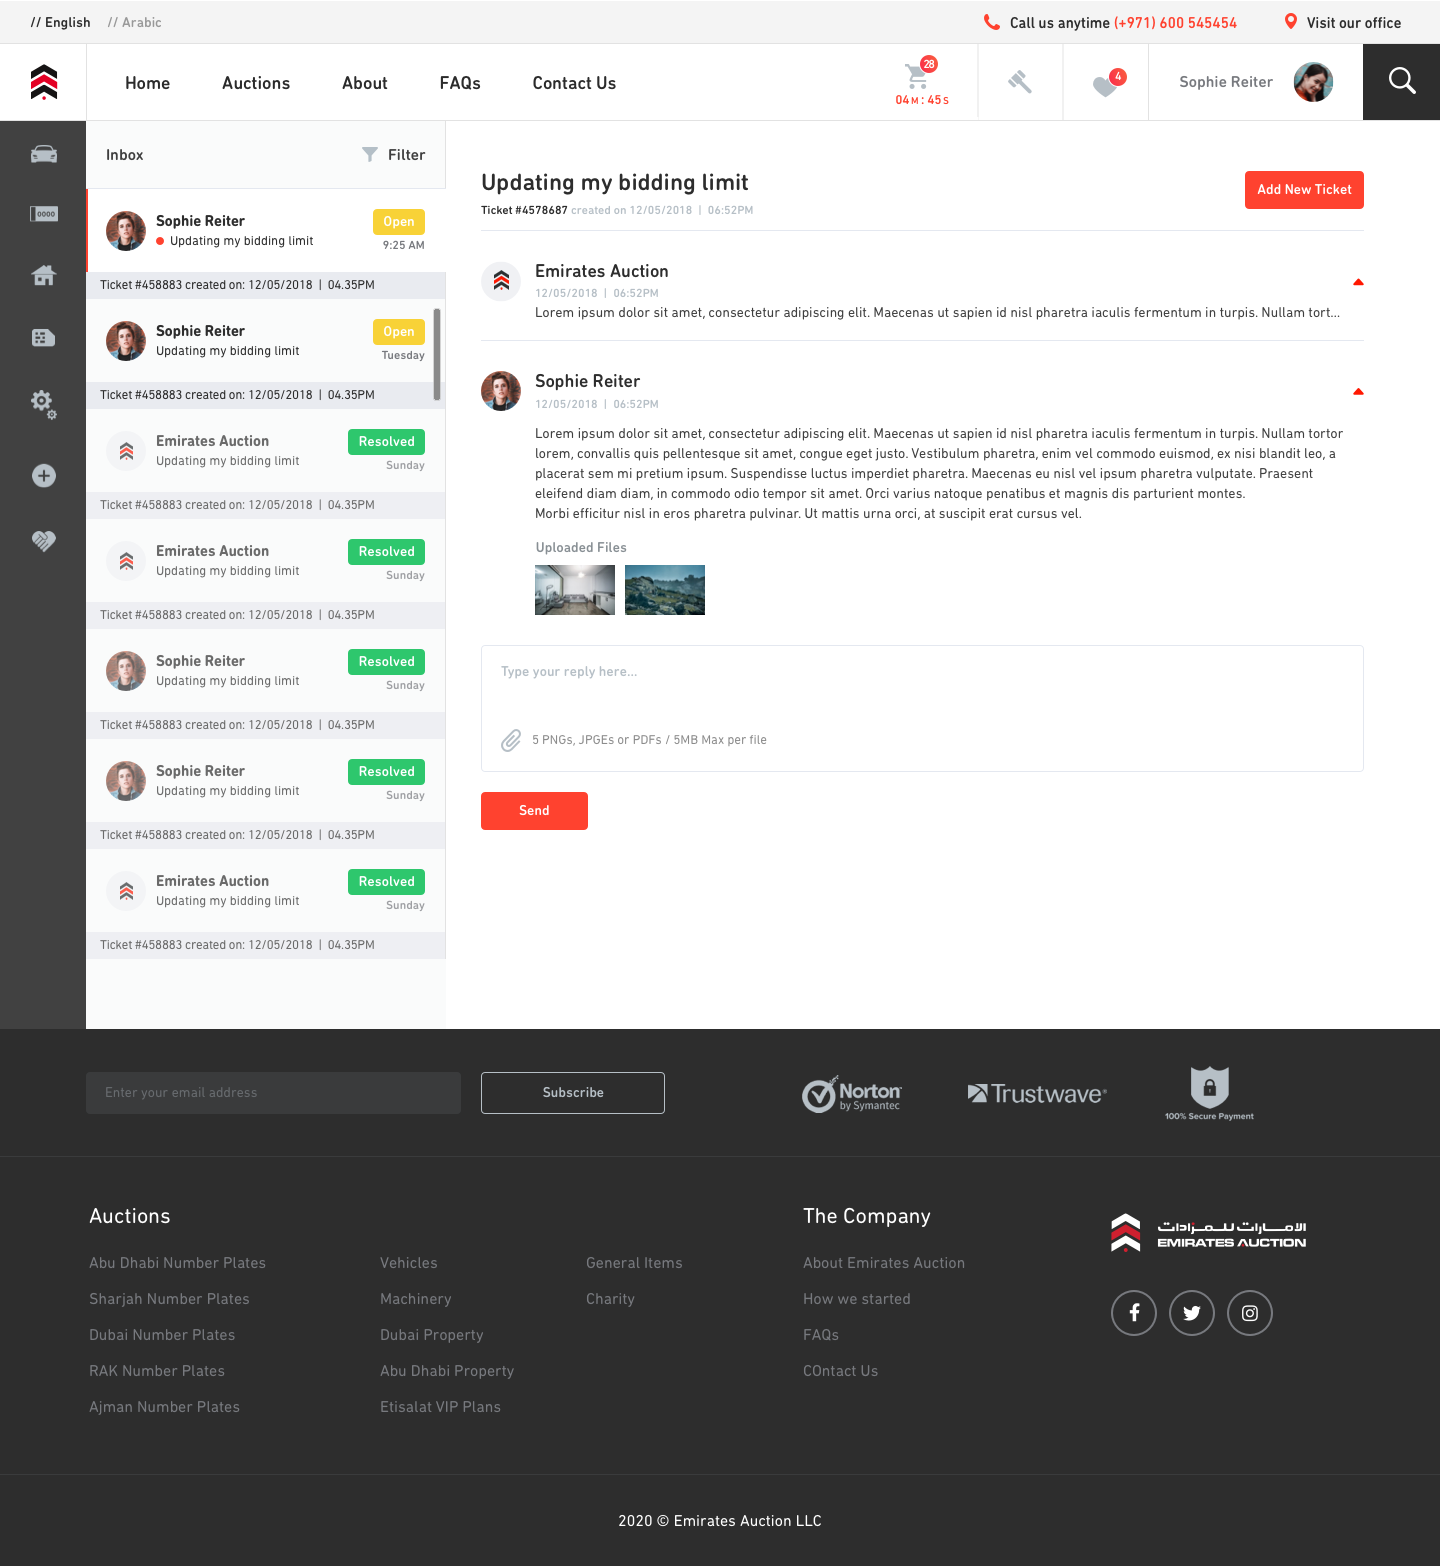 // English
// Arabic
Call us anytime (+971) 600 545454
Visit our office
Home
Auctions
About
FAQs
Contact Us
28
04M : 45S
4
Sophie Reiter
0000
Inbox
Filter
Sophie Reiter
Open
Updating my bidding limit
9:25 AM
Ticket #458883 created on: 12/05/2018 | 04.35PM
Sophie Reiter
Open
Updating my bidding limit
Tuesday
Ticket #458883 created on: 12/05/2018 | 04.35PM
Emirates Auction
Resolved
Updating my bidding limit
Sunday
Ticket #458883 created on: 12/05/2018 | 04.35PM
Emirates Auction
Resolved
Updating my bidding limit
Sunday
Ticket #458883 created on: 12/05/2018 | 04.35PM
Sophie Reiter
Resolved
Updating my bidding limit
Sunday
Ticket #458883 created on: 12/05/2018 | 04.35PM
Sophie Reiter
Resolved
Updating my bidding limit
Sunday
Ticket #458883 created on: 12/05/2018 | 04.35PM
Emirates Auction
Resolved
Updating my bidding limit
Sunday
Ticket #458883 created on: 12/05/2018 | 04.35PM
Updating my bidding limit
Ticket #4578687 created on 12/05/2018 | 06:52PM
Add New Ticket
Emirates Auction
12/05/2018 | 06:52PM
Lorem ipsum dolor sit amet, consectetur adipiscing elit. Maecenas ut sapien id nisl pharetra iaculis fermentum in turpis. Nullam tort...
Sophie Reiter
12/05/2018 | 06:52PM
Lorem ipsum dolor sit amet, consectetur adipiscing elit. Maecenas ut sapien id nisl pharetra iaculis fermentum in turpis. Nullam tortor
lorem, convallis quis pellentesque sit amet, congue eget justo. Vestibulum pharetra, enim vel commodo euismod, ex nisi blandit leo, a
placerat sem mi pretium ipsum. Suspendisse luctus imperdiet pharetra. Maecenas eu nisl vel ipsum pharetra vulputate. Praesent
eleifend diam diam, in commodo odio tempor sit amet. Orci varius natoque penatibus et magnis dis parturient montes.
Morbi efficitur nisl in eros pharetra pulvinar. Ut mattis urna orci, at suscipit erat cursus vel.
Uploaded Files
Type your reply here...
5 PNGs, JPGEs or PDFs / 5MB Max per file
Send
Enter your email address
Subscribe
Norton
by Symantec
Trustwave®
100% Secure Payment
Auctions
Abu Dhabi Number Plates
Sharjah Number Plates
Dubai Number Plates
RAK Number Plates
Ajman Number Plates
Vehicles
Machinery
Dubai Property
Abu Dhabi Property
Etisalat VIP Plans
General Items
Charity
The Company
About Emirates Auction
How we started
FAQs
COntact Us
الامارات للمزادات
EMIRATES AUCTION
2020 © Emirates Auction LLC